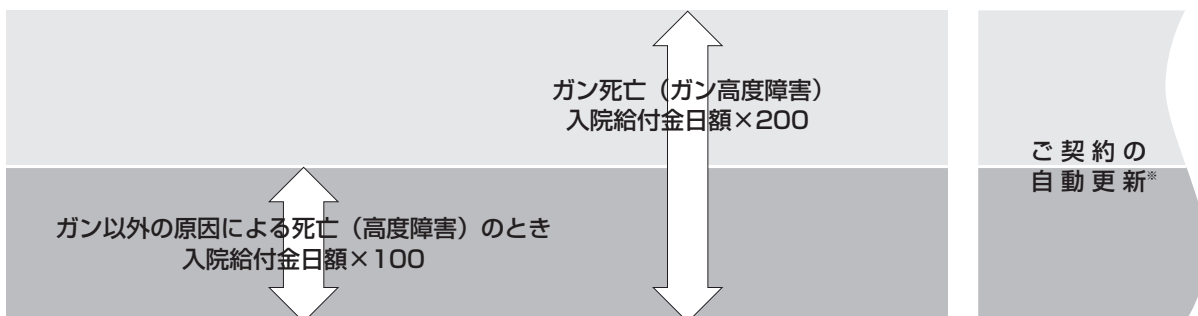 ガン死亡（ガン高度障害）
入院給付金日額×200
ご契約の
自動更新※
ガン以外の原因による死亡（高度障害）のとき
入院給付金日額×100